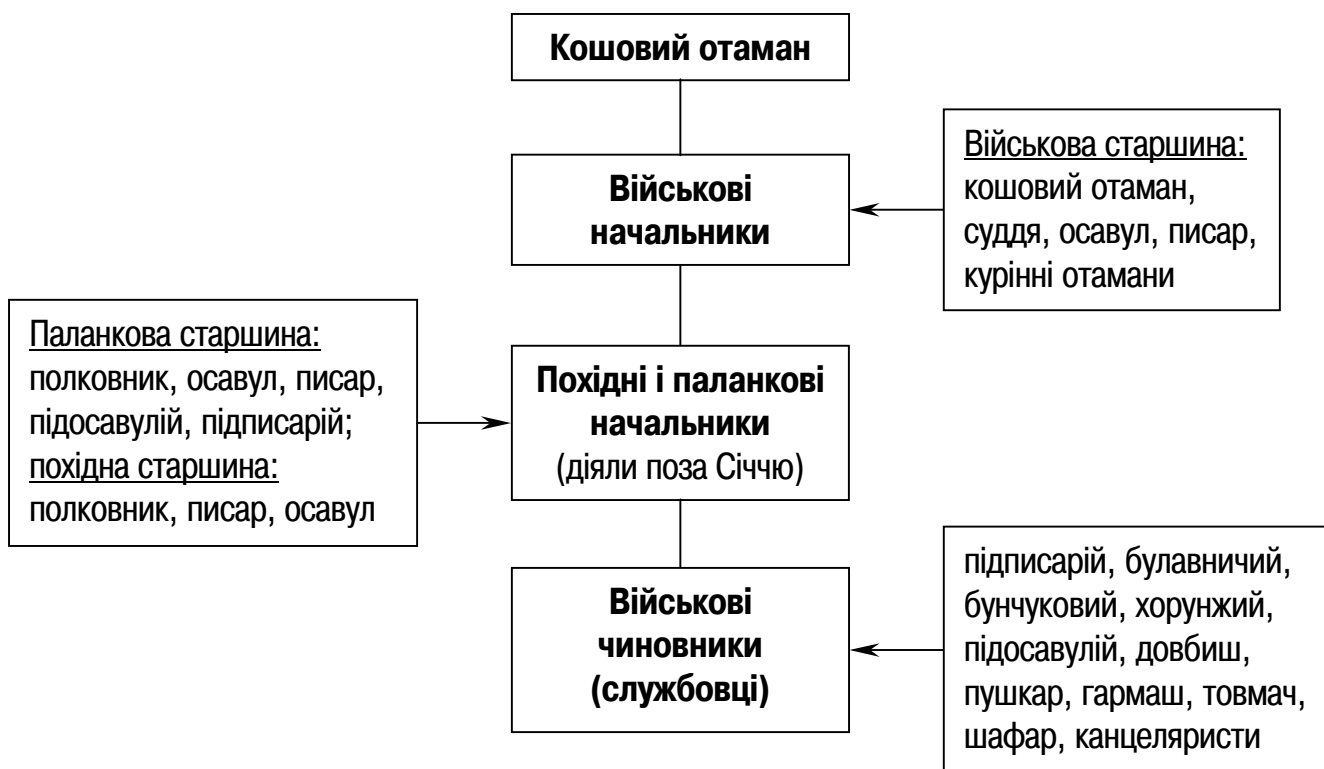 Кошовий отаман
Військові
начальники
Військова старшина:
кошовий отаман,
суддя, осавул, писар,
курінні отамани
Паланкова старшина:
полковник, осавул, писар,
підосавулій, підписарій;
похідна старшина:
полковник, писар, осавул
Похідні і паланкові
начальники
(діяли поза Січчю)
Військові
чиновники
(службовці)
підписарій, булавничий,
бунчуковий, хорунжий,
підосавулій, довбиш,
пушкар, гармаш, товмач,
шафар, канцеляристи